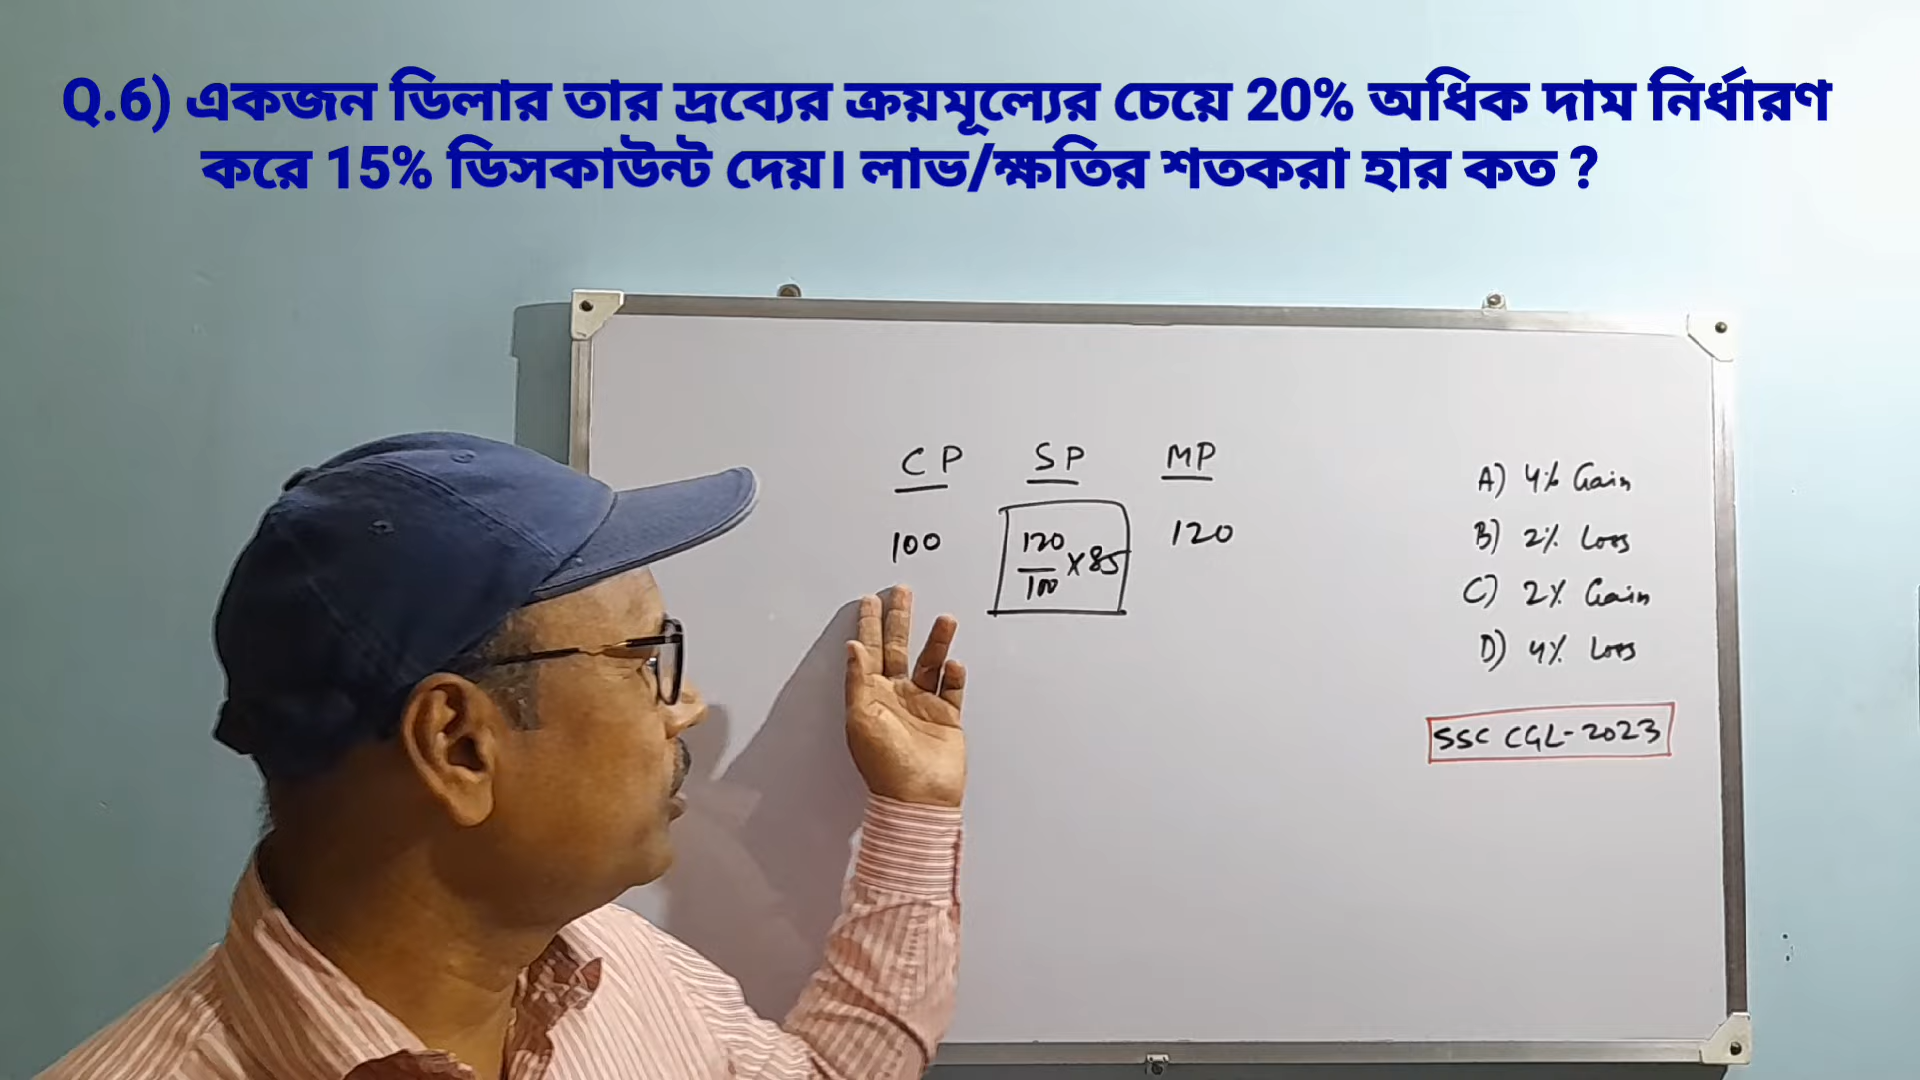 Q.6) একজন ডিলার তার দ্রব্যের ক্রয়মূল্যের চেয়ে 20% অধিক দাম নির্ধারণ
করে 15% ডিসকাউন্ট দেয়। লাভ/ক্ষতির শতকরা হার কত ?
CP SP MP
100 120/100 × 85 120
A) 4% Gain
B) 2% Loss
C) 2% Gain
D) 4% Loss
SSC CGL-2023